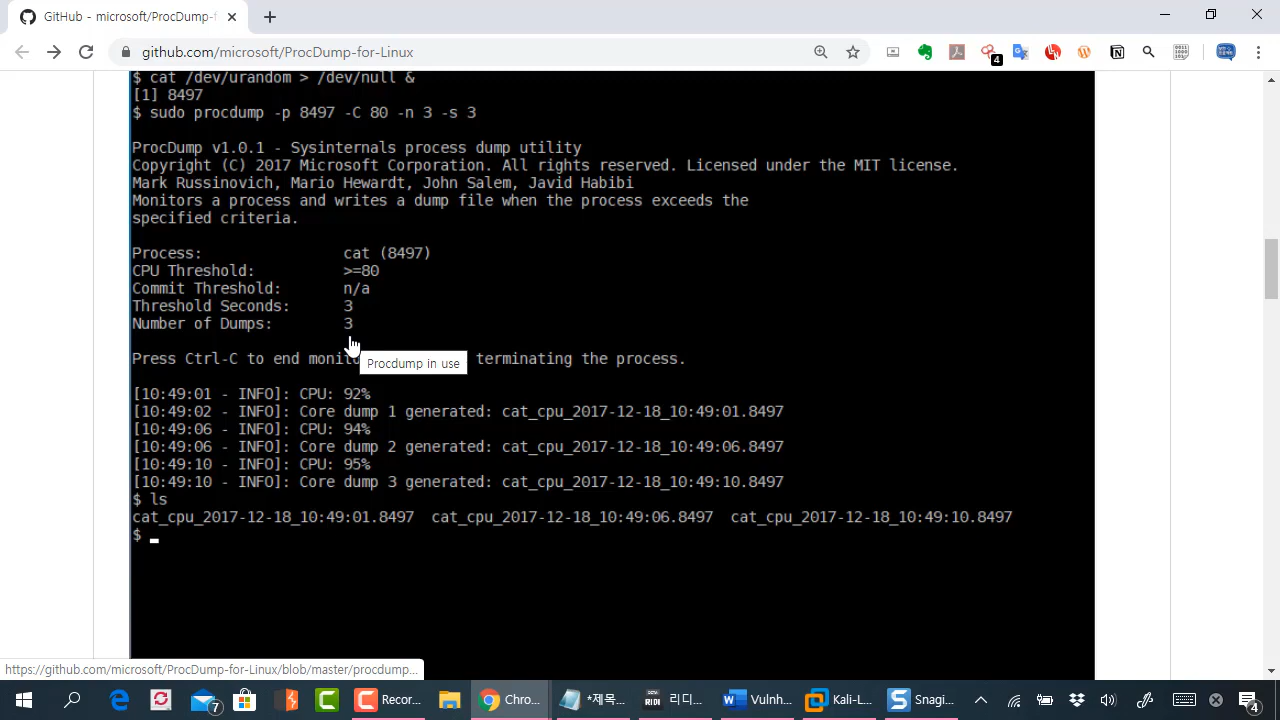 GitHub - microsoft/ProcDump-f
github.com/microsoft/ProcDump-for-Linux
4
$ cat /dev/urandom > /dev/null &
[1] 8497
$ sudo procdump -p 8497 -C 80 -n 3 -s 3
ProcDump v1.0.1 - Sysinternals process dump utility
Copyright (C) 2017 Microsoft Corporation. All rights reserved. Licensed under the MIT license.
Mark Russinovich, Mario Hewardt, John Salem, Javid Habibi
Monitors a process and writes a dump file when the process exceeds the
specified criteria.
Process: cat (8497)
CPU Threshold: >=80
Commit Threshold: n/a
Threshold Seconds: 3
Number of Dumps: 3
Press Ctrl-C to end monito terminating the process.
Procdump in use
[10:49:01 - INFO]: CPU: 92%
[10:49:02 - INFO]: Core dump 1 generated: cat_cpu_2017-12-18_10:49:01.8497
[10:49:06 - INFO]: CPU: 94%
[10:49:06 - INFO]: Core dump 2 generated: cat_cpu_2017-12-18_10:49:06.8497
[10:49:10 - INFO]: CPU: 95%
[10:49:10 - INFO]: Core dump 3 generated: cat_cpu_2017-12-18_10:49:10.8497
$ ls
cat_cpu_2017-12-18_10:49:01.8497 cat_cpu_2017-12-18_10:49:06.8497 cat_cpu_2017-12-18_10:49:10.8497
$
https://github.com/microsoft/ProcDump-for-Linux/blob/master/procdump...
7 Recor... Chro... *제목... RIDI 리디... Vulnh... Kali-L... Snagi... 4